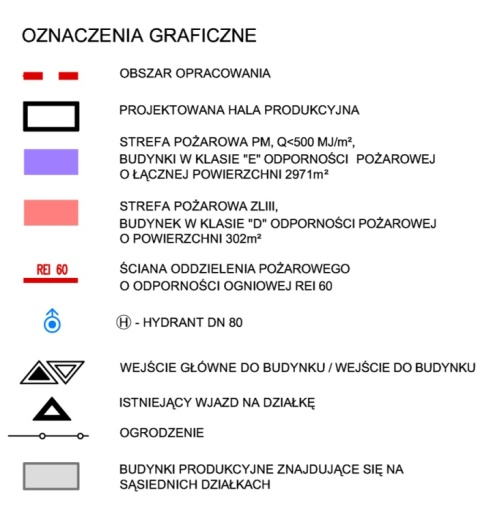 OZNACZENIA GRAFICZNE
OBSZAR OPRACOWANIA
PROJEKTOWANA HALA PRODUKCYJNA
STREFA POŻAROWA PM, Q<500 MJ/m²,
BUDYNKI W KLASIE "E" ODPORNOŚCI POŻAROWEJ
O ŁĄCZNEJ POWIERZCHNI 2971m²
STREFA POŻAROWA ZLIII,
BUDYNEK W KLASIE "D" ODPORNOŚCI POŻAROWEJ
O POWIERZCHNI 302m²
REI 60
ŚCIANA ODDZIELENIA POŻAROWEGO
O ODPORNOŚCI OGNIOWEJ REI 60
Ⓗ - HYDRANT DN 80
WEJŚCIE GŁÓWNE DO BUDYNKU / WEJŚCIE DO BUDYNKU
ISTNIEJĄCY WJAZD NA DZIAŁKĘ
OGRODZENIE
BUDYNKI PRODUKCYJNE ZNAJDUJĄCE SIĘ NA
SĄSIEDNICH DZIAŁKACH